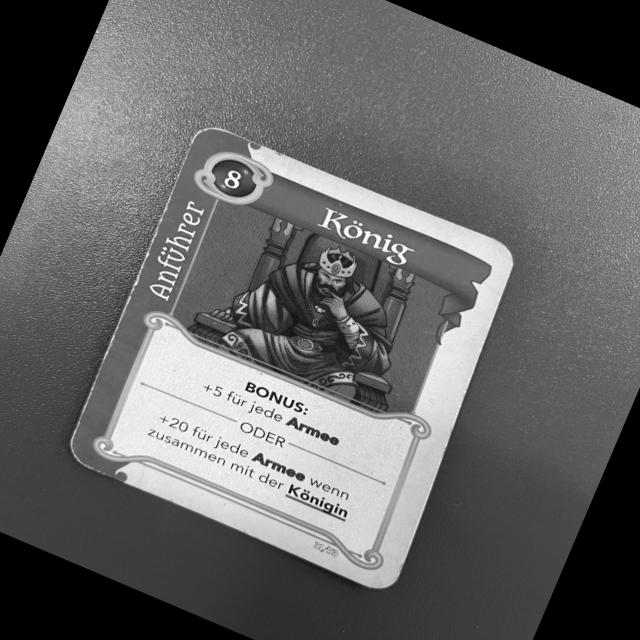 8
König
Anführer
BONUS:
+5 für jede Armee
ODER
+20 für jede Armee wenn
zusammen mit der Königin